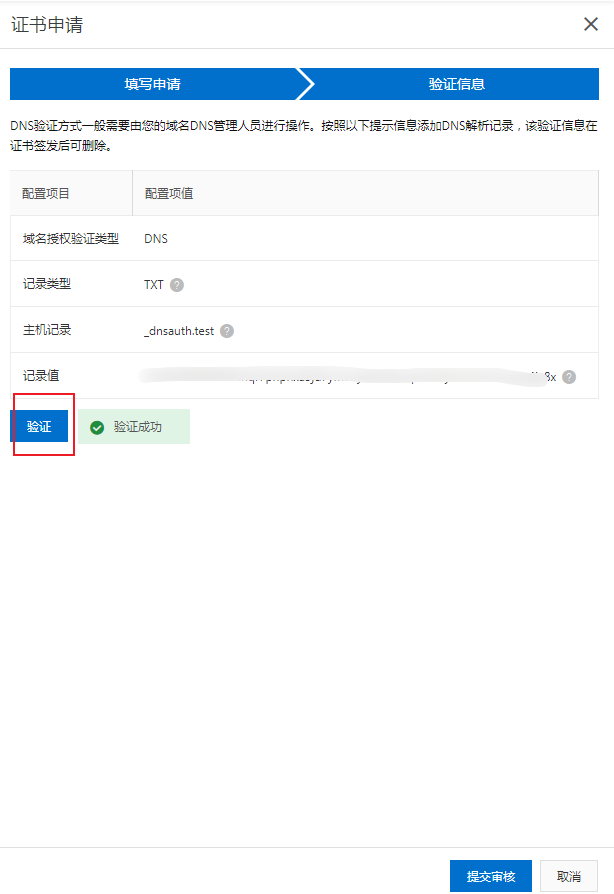 证书申请
填写申请
验证信息
DNS验证方式一般需要由您的域名DNS管理人员进行操作。按照以下提示信息添加DNS解析记录，该验证信息在
证书签发后可删除。
配置项目 配置项值
域名授权验证类型 DNS
记录类型 TXT ?
主机记录 _dnsauth.test ?
记录值 ?
验证 验证成功
提交审核 取消